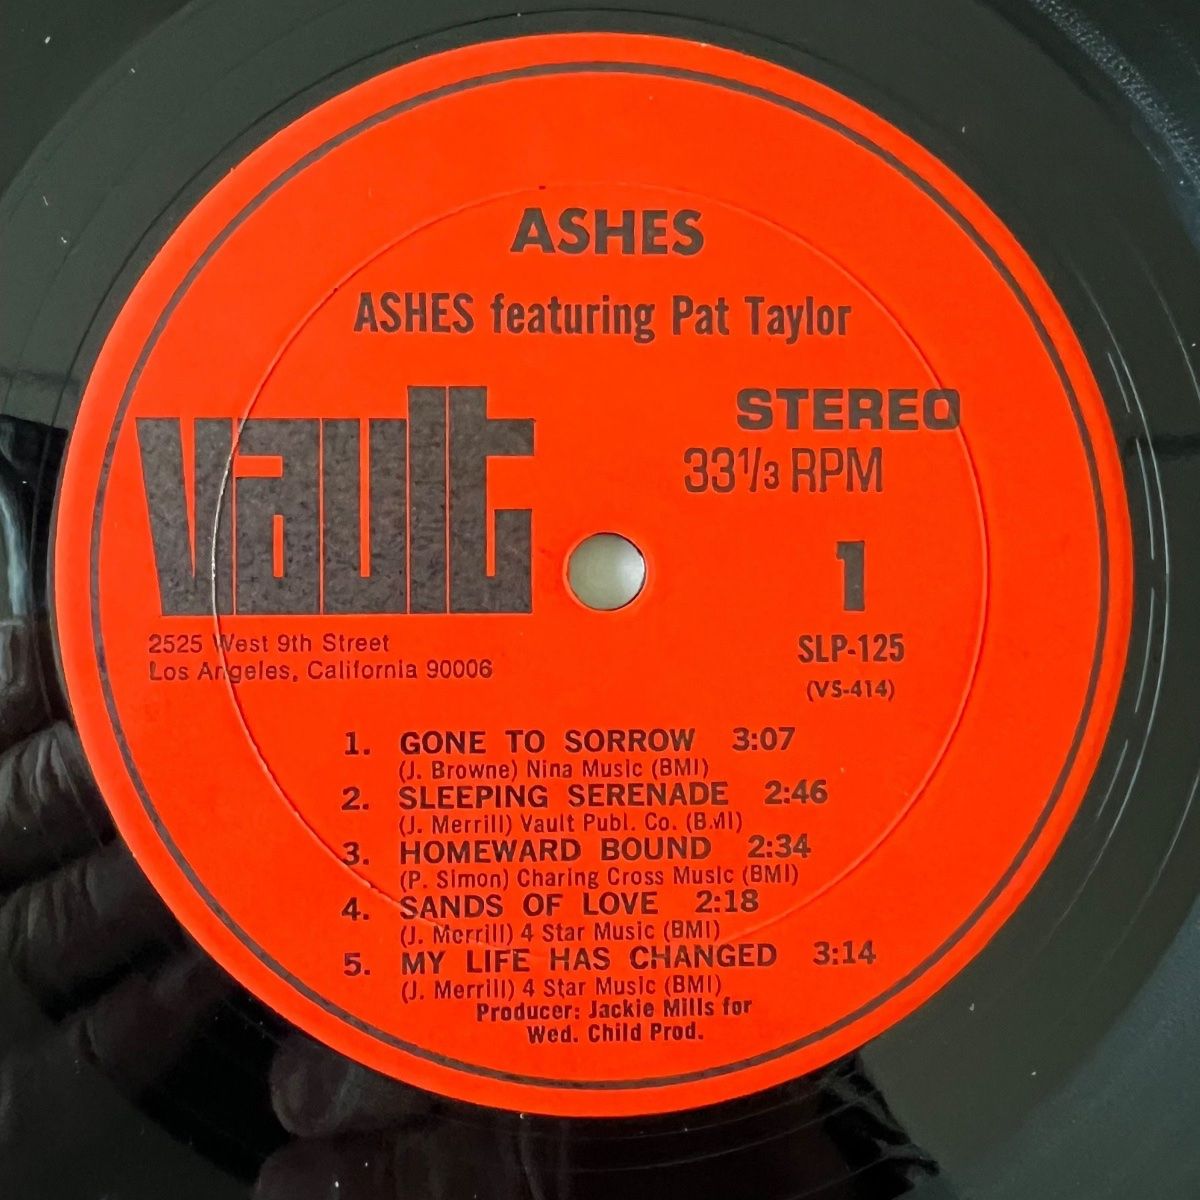 ASHES
ASHES featuring Pat Taylor
vault
STEREO
33 1/3 RPM
1
2525 West 9th Street
Los Angeles, California 90006
SLP-125
(VS-414)
1. GONE TO SORROW 3:07
(J. Browne) Nina Music (BMI)
2. SLEEPING SERENADE 2:46
(J. Merrill) Vault Publ. Co. (BMI)
3. HOMEWARD BOUND 2:34
(P. Simon) Charing Cross Music (BMI)
4. SANDS OF LOVE 2:18
(J. Merrill) 4 Star Music (BMI)
5. MY LIFE HAS CHANGED 3:14
(J. Merrill) 4 Star Music (BMI)
Producer: Jackie Mills for
Wed. Child Prod.